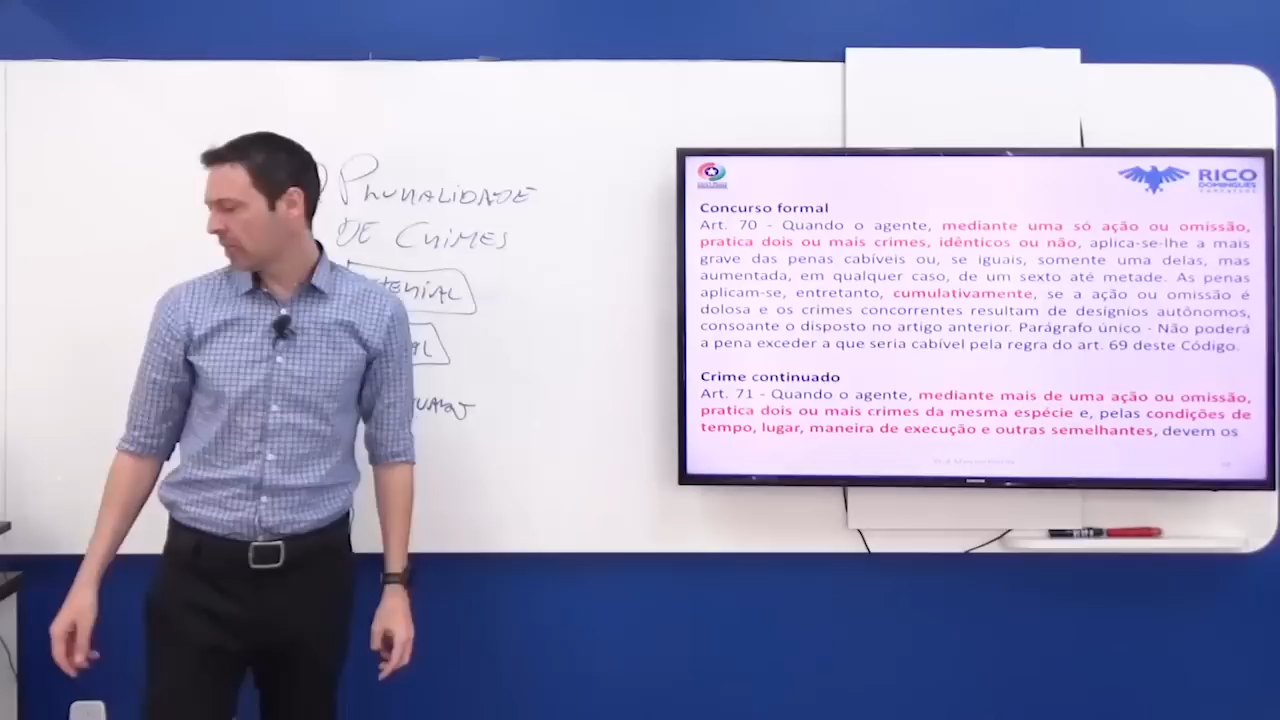 PLURALIDADE
DE CRIMES
RICO
DOMINGUES
Concurso formal
Art. 70 - Quando o agente, mediante uma só ação ou omissão,
pratica dois ou mais crimes, idênticos ou não, aplica-se-lhe a mais
grave das penas cabíveis ou, se iguais, somente uma delas, mas
aumentada, em qualquer caso, de um sexto até metade. As penas
aplicam-se, entretanto, cumulativamente, se a ação ou omissão é
dolosa e os crimes concorrentes resultam de desígnios autônomos,
consoante o disposto no artigo anterior. Parágrafo único - Não poderá
a pena exceder a que seria cabível pela regra do art. 69 deste Código.
Crime continuado
Art. 71 - Quando o agente, mediante mais de uma ação ou omissão,
pratica dois ou mais crimes da mesma espécie e, pelas condições de
tempo, lugar, maneira de execução e outras semelhantes, devem os